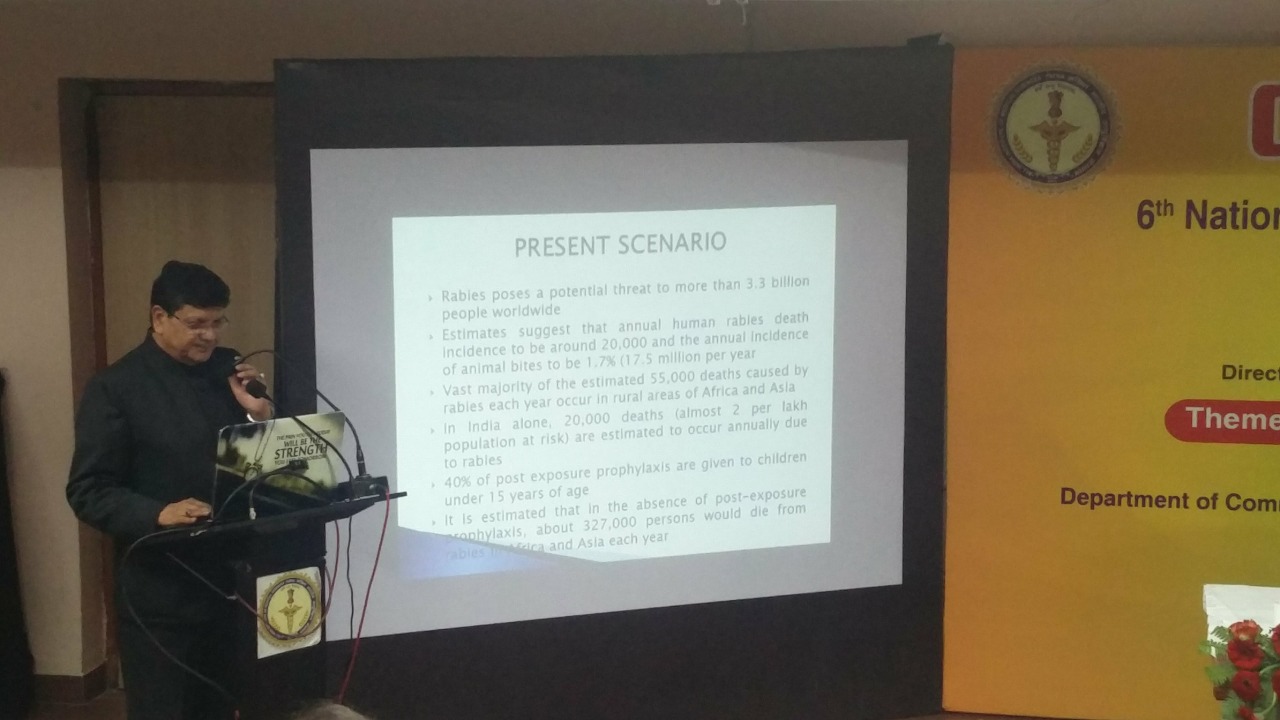 PRESENT SCENARIO
Rabies poses a potential threat to more than 3.3 billion
people worldwide
Estimates suggest that annual human rabies death
incidence to be around 20,000 and the annual incidence
of animal bites to be 1.7% (17.5 million per year
Vast majority of the estimated 55,000 deaths caused by
rabies each year occur in rural areas of Africa and Asia
In India alone, 20,000 deaths (almost 2 per lakh
population at risk) are estimated to occur annually due
to rabies
40% of post exposure prophylaxis are given to children
under 15 years of age
It is estimated that in the absence of post-exposure
prophylaxis, about 327,000 persons would die from
rabies in Africa and Asia each year
WILL BE THE
STRENGTH
6th Nation
Direct
Theme
Department of Com